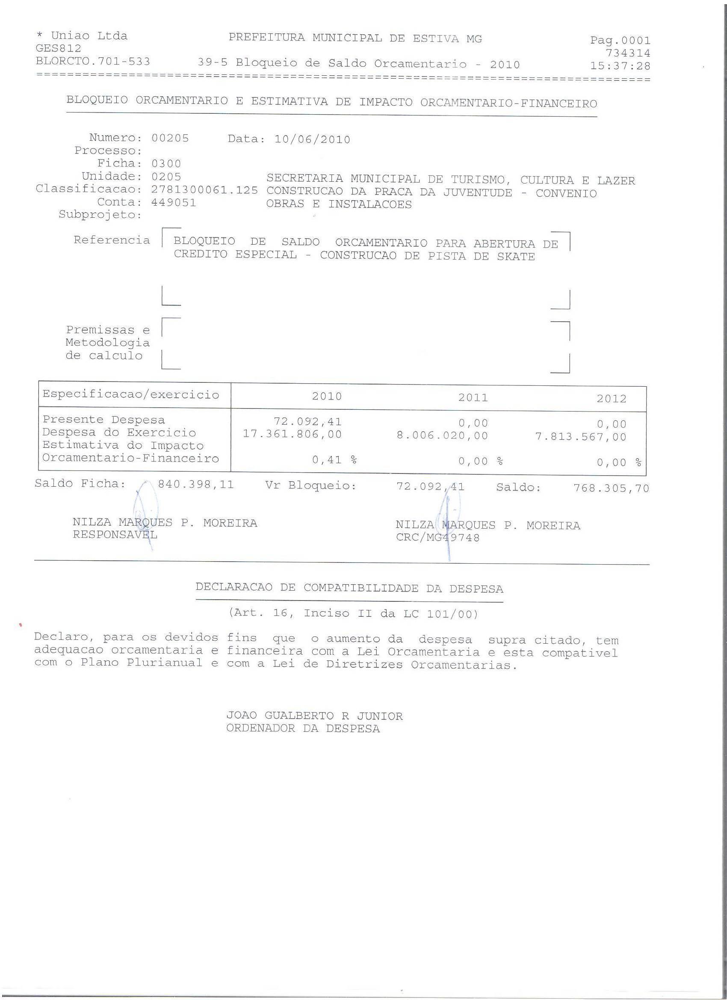 * Uniao Ltda PREFEITURA MUNICIPAL DE ESTIVA MG Pag.0001
GES812 734314
BLORCTO.701-533 39-5 Bloqueio de Saldo Orcamentario - 2010 15:37:28
================================================================================
BLOQUEIO ORCAMENTARIO E ESTIMATIVA DE IMPACTO ORCAMENTARIO-FINANCEIRO
Numero: 00205 Data: 10/06/2010
Processo:
Ficha: 0300
Unidade: 0205 SECRETARIA MUNICIPAL DE TURISMO, CULTURA E LAZER
Classificacao: 2781300061.125 CONSTRUCAO DA PRACA DA JUVENTUDE - CONVENIO
Conta: 449051 OBRAS E INSTALACOES
Subprojeto:
Referencia BLOQUEIO DE SALDO ORCAMENTARIO PARA ABERTURA DE
CREDITO ESPECIAL - CONSTRUCAO DE PISTA DE SKATE
Premissas e
Metodologia
de calculo
Especificacao/exercicio 2010 2011 2012
Presente Despesa 72.092,41 0,00 0,00
Despesa do Exercicio 17.361.806,00 8.006.020,00 7.813.567,00
Estimativa do Impacto
Orcamentario-Financeiro 0,41 % 0,00 % 0,00 %
Saldo Ficha: 840.398,11 Vr Bloqueio: 72.092,41 Saldo: 768.305,70
NILZA MARQUES P. MOREIRA NILZA MARQUES P. MOREIRA
RESPONSAVEL CRC/MG49748
DECLARACAO DE COMPATIBILIDADE DA DESPESA
(Art. 16, Inciso II da LC 101/00)
Declaro, para os devidos fins que o aumento da despesa supra citado, tem
adequacao orcamentaria e financeira com a Lei Orcamentaria e esta compativel
com o Plano Plurianual e com a Lei de Diretrizes Orcamentarias.
JOAO GUALBERTO R JUNIOR
ORDENADOR DA DESPESA